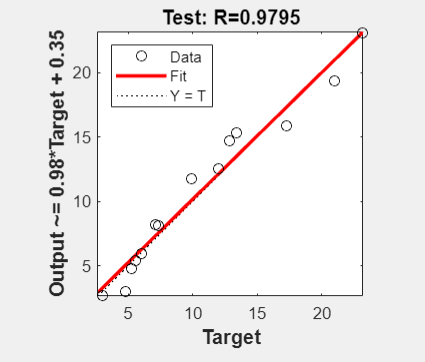 Test: R=0.9795
Output ~= 0.98*Target + 0.35
20
15
10
5
Data
Fit
Y = T
5 10 15 20
Target